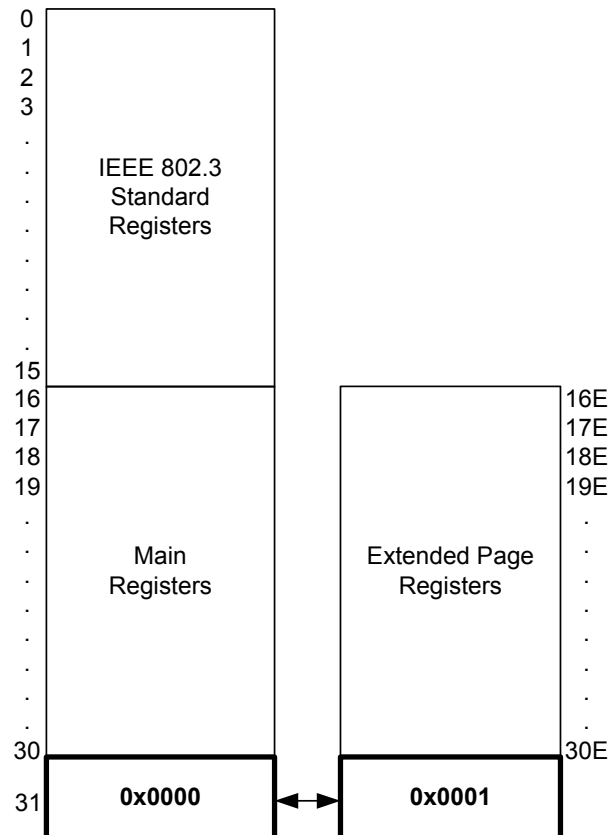 0
1
2
3
.
.
.
.
.
.
.
.
15
IEEE 802.3
Standard
Registers
16
17
18
19
.
.
.
.
.
.
.
.
30
Main
Registers
Extended Page
Registers
16E
17E
18E
19E
.
.
.
.
.
.
.
.
30E
31
0x0000
0x0001